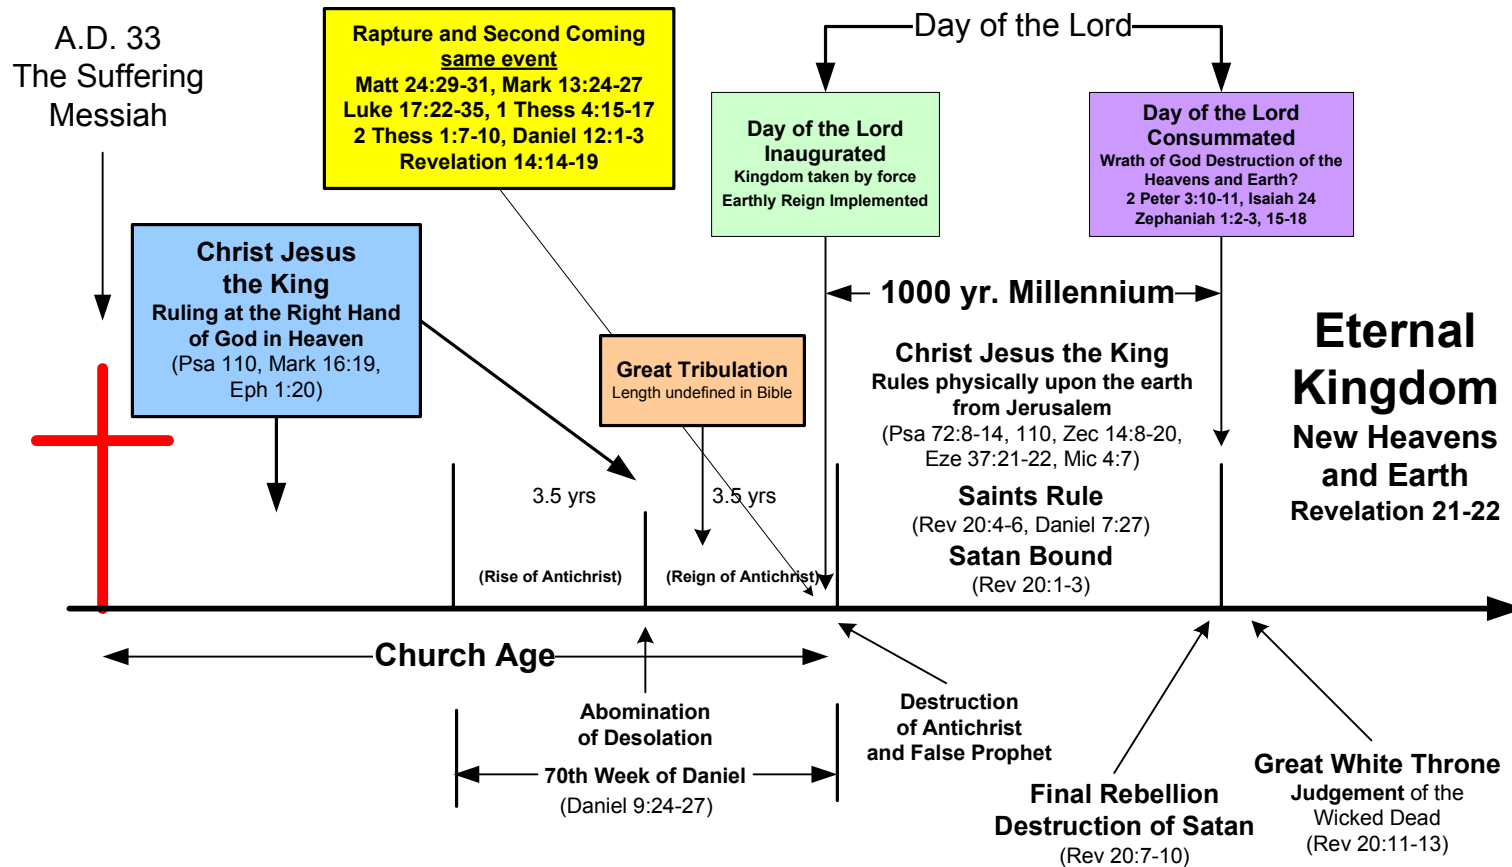 A.D. 33
The Suffering
Messiah
Rapture and Second Coming
same event
Matt 24:29-31, Mark 13:24-27
Luke 17:22-35, 1 Thess 4:15-17
2 Thess 1:7-10, Daniel 12:1-3
Revelation 14:14-19
Day of the Lord
Day of the Lord
Inaugurated
Kingdom taken by force
Earthly Reign Implemented
Day of the Lord
Consummated
Wrath of God Destruction of the
Heavens and Earth?
2 Peter 3:10-11, Isaiah 24
Zephaniah 1:2-3, 15-18
Christ Jesus
the King
Ruling at the Right Hand
of God in Heaven
(Psa 110, Mark 16:19,
Eph 1:20)
Great Tribulation
Length undefined in Bible
1000 yr. Millennium
Christ Jesus the King
Rules physically upon the earth
from Jerusalem
(Psa 72:8-14, 110, Zec 14:8-20,
Eze 37:21-22, Mic 4:7)
Saints Rule
(Rev 20:4-6, Daniel 7:27)
Satan Bound
(Rev 20:1-3)
Eternal
Kingdom
New Heavens
and Earth
Revelation 21-22
3.5 yrs
3.5 yrs
(Rise of Antichrist)
(Reign of Antichrist)
Church Age
Abomination
of Desolation
70th Week of Daniel
(Daniel 9:24-27)
Destruction
of Antichrist
and False Prophet
Final Rebellion
Destruction of Satan
(Rev 20:7-10)
Great White Throne
Judgement of the
Wicked Dead
(Rev 20:11-13)